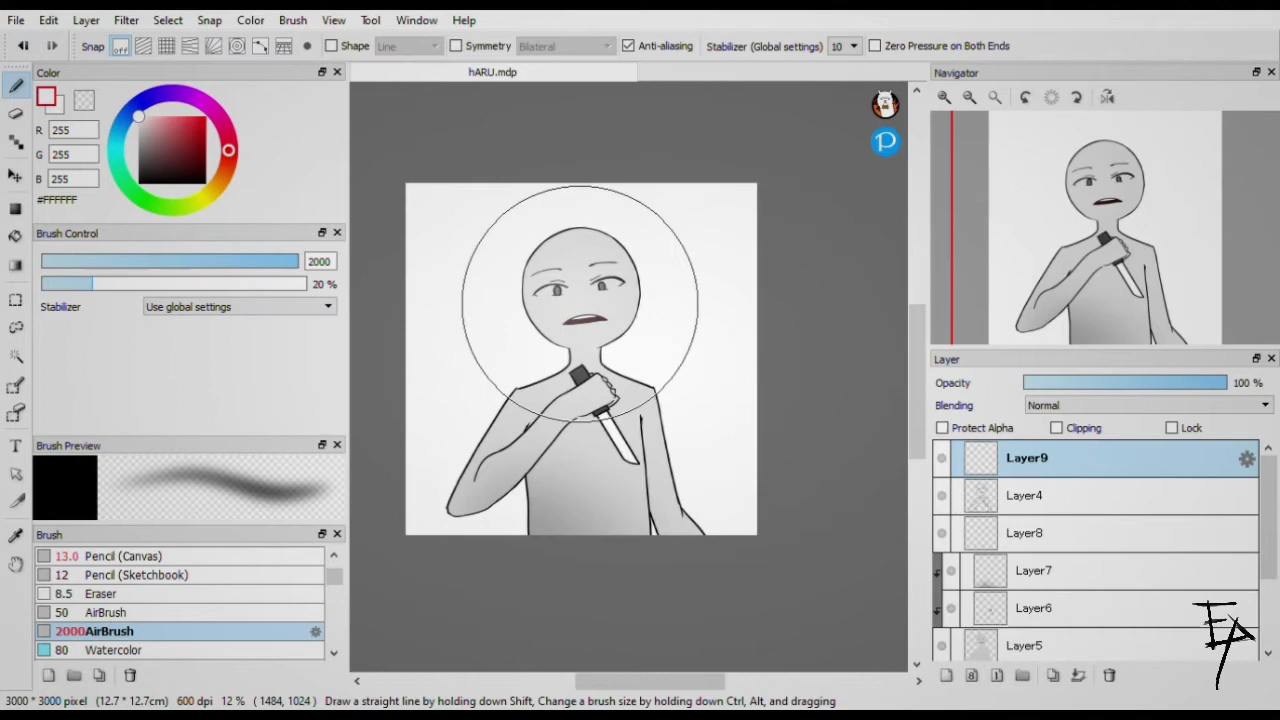 File Edit Layer Filter Select Snap Color Brush View Tool Window Help
Snap off Shape Line Symmetry Bilateral Anti-aliasing Stabilizer (Global settings) 10 Zero Pressure on Both Ends
Color
R 255
G 255
B 255
#FFFFFF
Brush Control
2000
20 %
Stabilizer Use global settings
Brush Preview
Brush
13.0 Pencil (Canvas)
12 Pencil (Sketchbook)
8.5 Eraser
50 AirBrush
2000 AirBrush
80 Watercolor
hARU.mdp
P
Navigator
Layer
Opacity 100 %
Blending Normal
Protect Alpha Clipping Lock
Layer9
Layer4
Layer8
Layer7
Layer6
Layer5
3000 * 3000 pixel (12.7 * 12.7cm) 600 dpi 12 % ( 1484, 1024 ) Draw a straight line by holding down Shift, Change a brush size by holding down Ctrl, Alt, and dragging